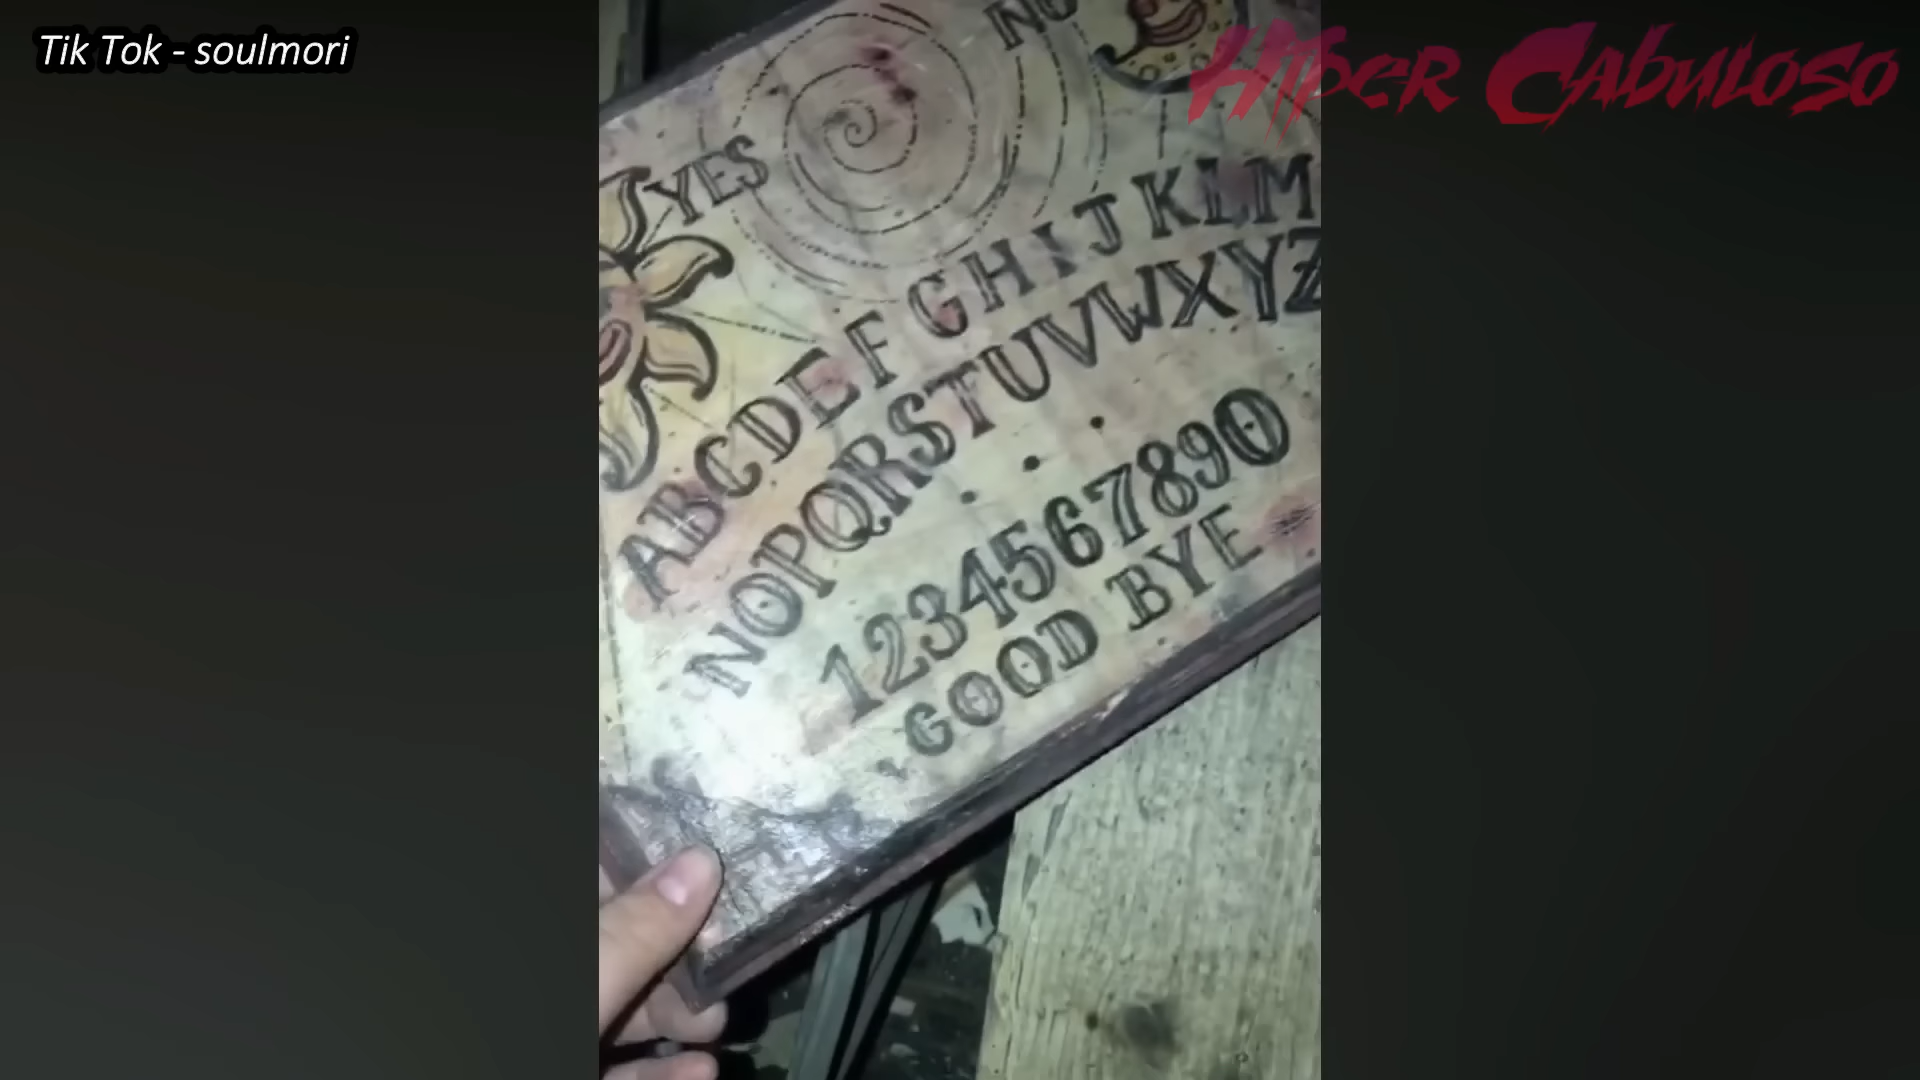 Tik Tok - soulmori
Hiper Cabuloso
NO
YES
ABCDEFGHIJKLM
NOPQRSTUVWXYZ
1234567890
GOOD BYE